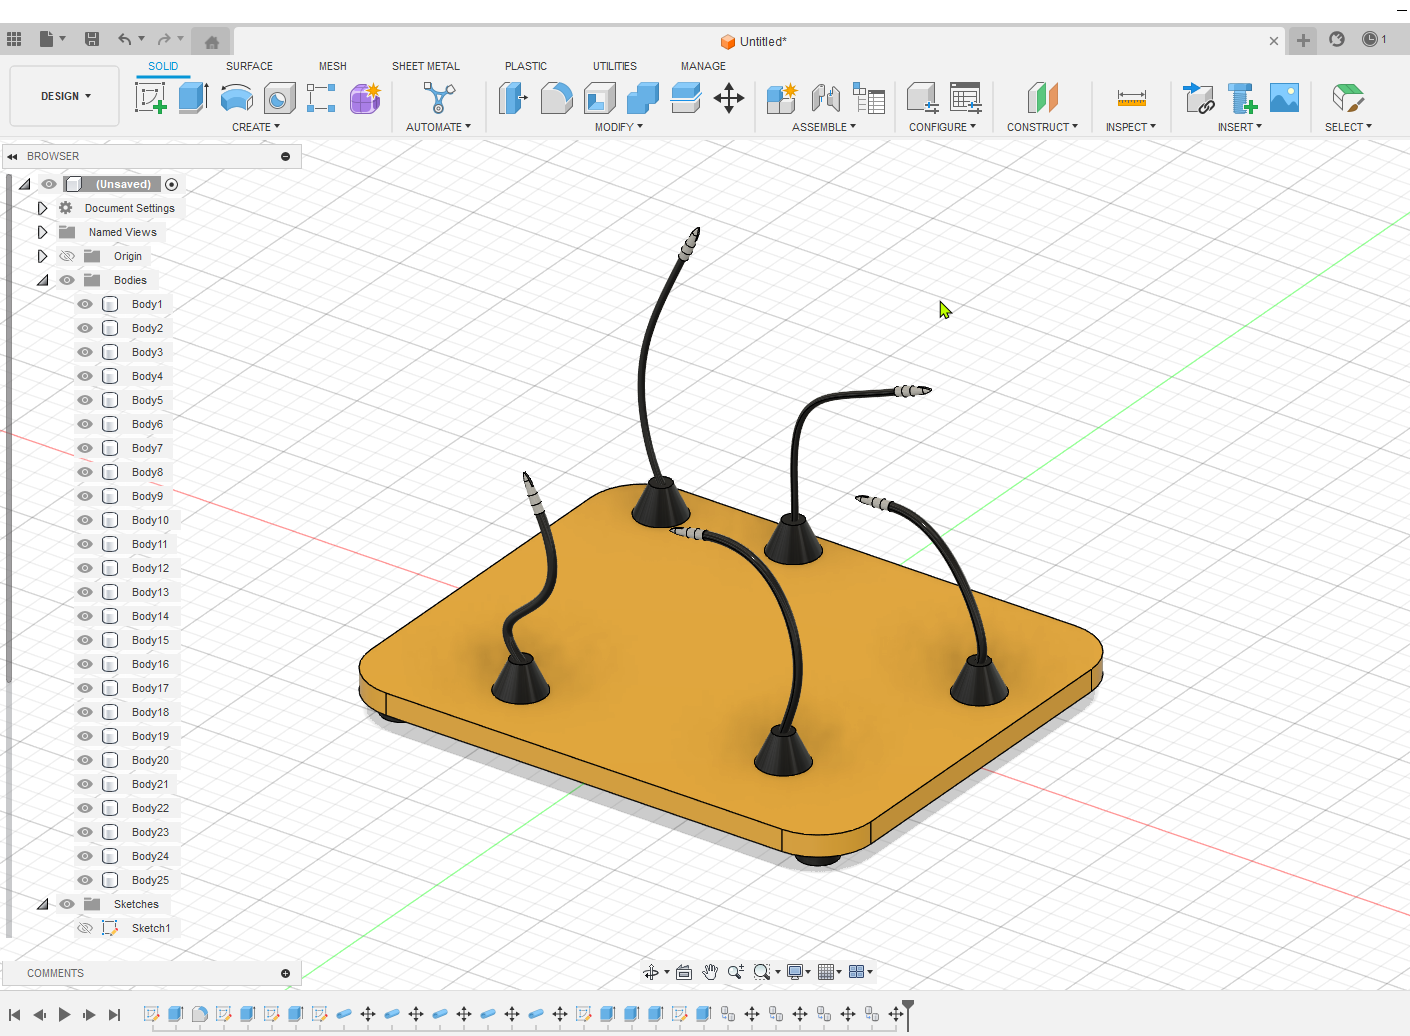 Untitled*
1
DESIGN
SOLID
SURFACE
MESH
SHEET METAL
PLASTIC
UTILITIES
MANAGE
CREATE
AUTOMATE
MODIFY
ASSEMBLE
CONFIGURE
CONSTRUCT
INSPECT
INSERT
SELECT
BROWSER
(Unsaved)
Document Settings
Named Views
Origin
Bodies
Body1
Body2
Body3
Body4
Body5
Body6
Body7
Body8
Body9
Body10
Body11
Body12
Body13
Body14
Body15
Body16
Body17
Body18
Body19
Body20
Body21
Body22
Body23
Body24
Body25
Sketches
Sketch1
COMMENTS